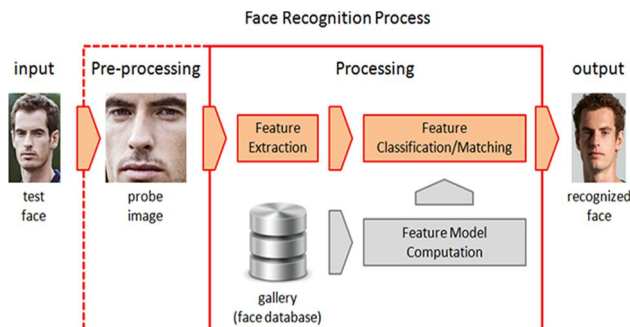 Face Recognition Process
input
Pre-processing
Processing
output
Feature
Extraction
Feature
Classification/Matching
test
face
probe
image
recognized
face
Feature Model
Computation
gallery
(face database)